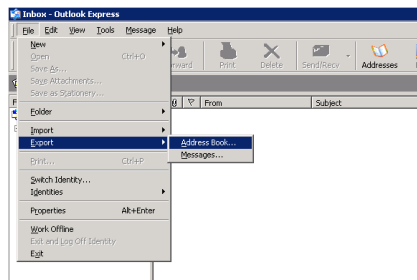 Inbox - Outlook Express
File Edit View Tools Message Help
New
Open Ctrl+O
Save As...
Save Attachments...
Save as Stationery...
Folder
Import
Export
Address Book...
Messages...
Print... Ctrl+P
Switch Identity...
Identities
Properties Alt+Enter
Work Offline
Exit and Log Off Identity
Exit
Print Delete Send/Recv Addresses
From Subject